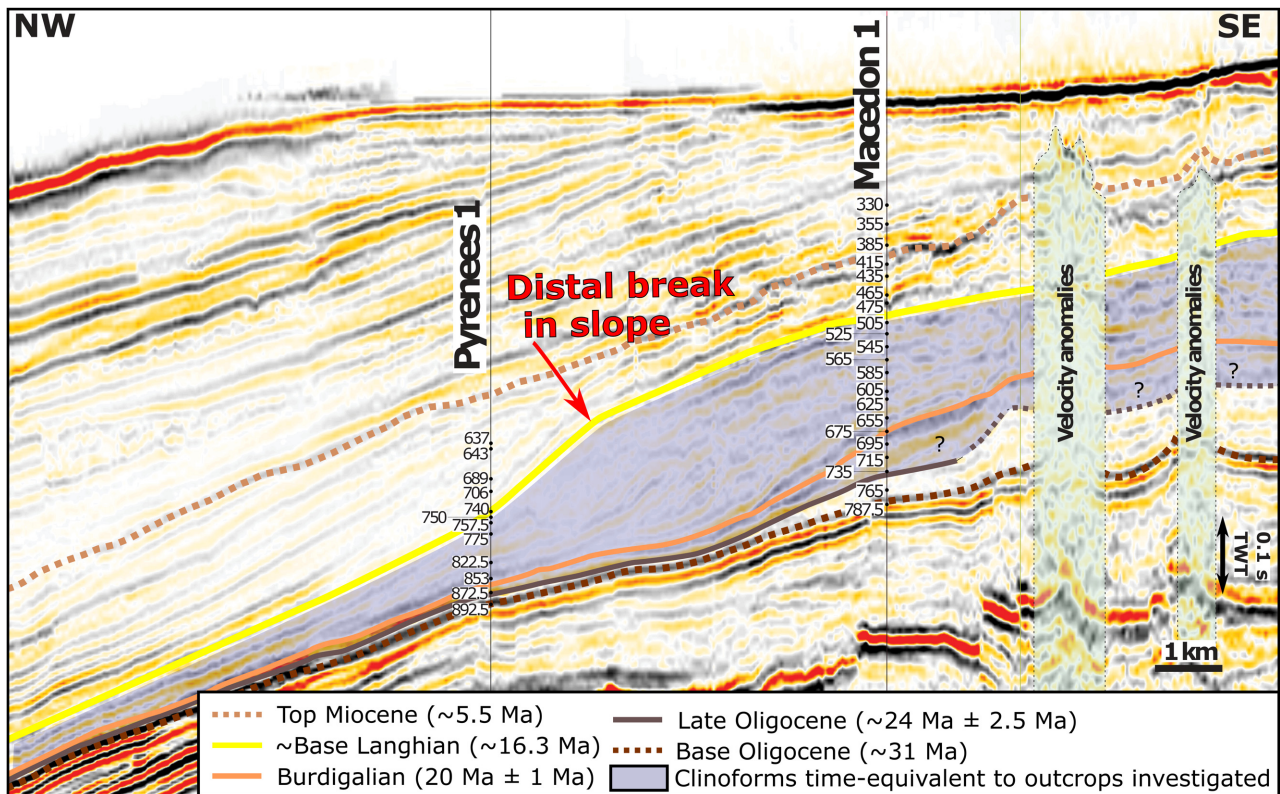 NW
SE
Pyrenees 1
Macedon 1
Distal break
in slope
Velocity anomalies
Velocity anomalies
330
355
385
415
435
465
475
505
525
545
565
585
605
625
655
675
695
715
735
765
787.5
637
643
689
706
740
750
757.5
775
822.5
853
872.5
892.5
?
?
?
0.1 s
TWT
1 km
Top Miocene (~5.5 Ma)
Late Oligocene (~24 Ma ± 2.5 Ma)
~Base Langhian (~16.3 Ma)
Base Oligocene (~31 Ma)
Burdigalian (20 Ma ± 1 Ma)
Clinoforms time-equivalent to outcrops investigated